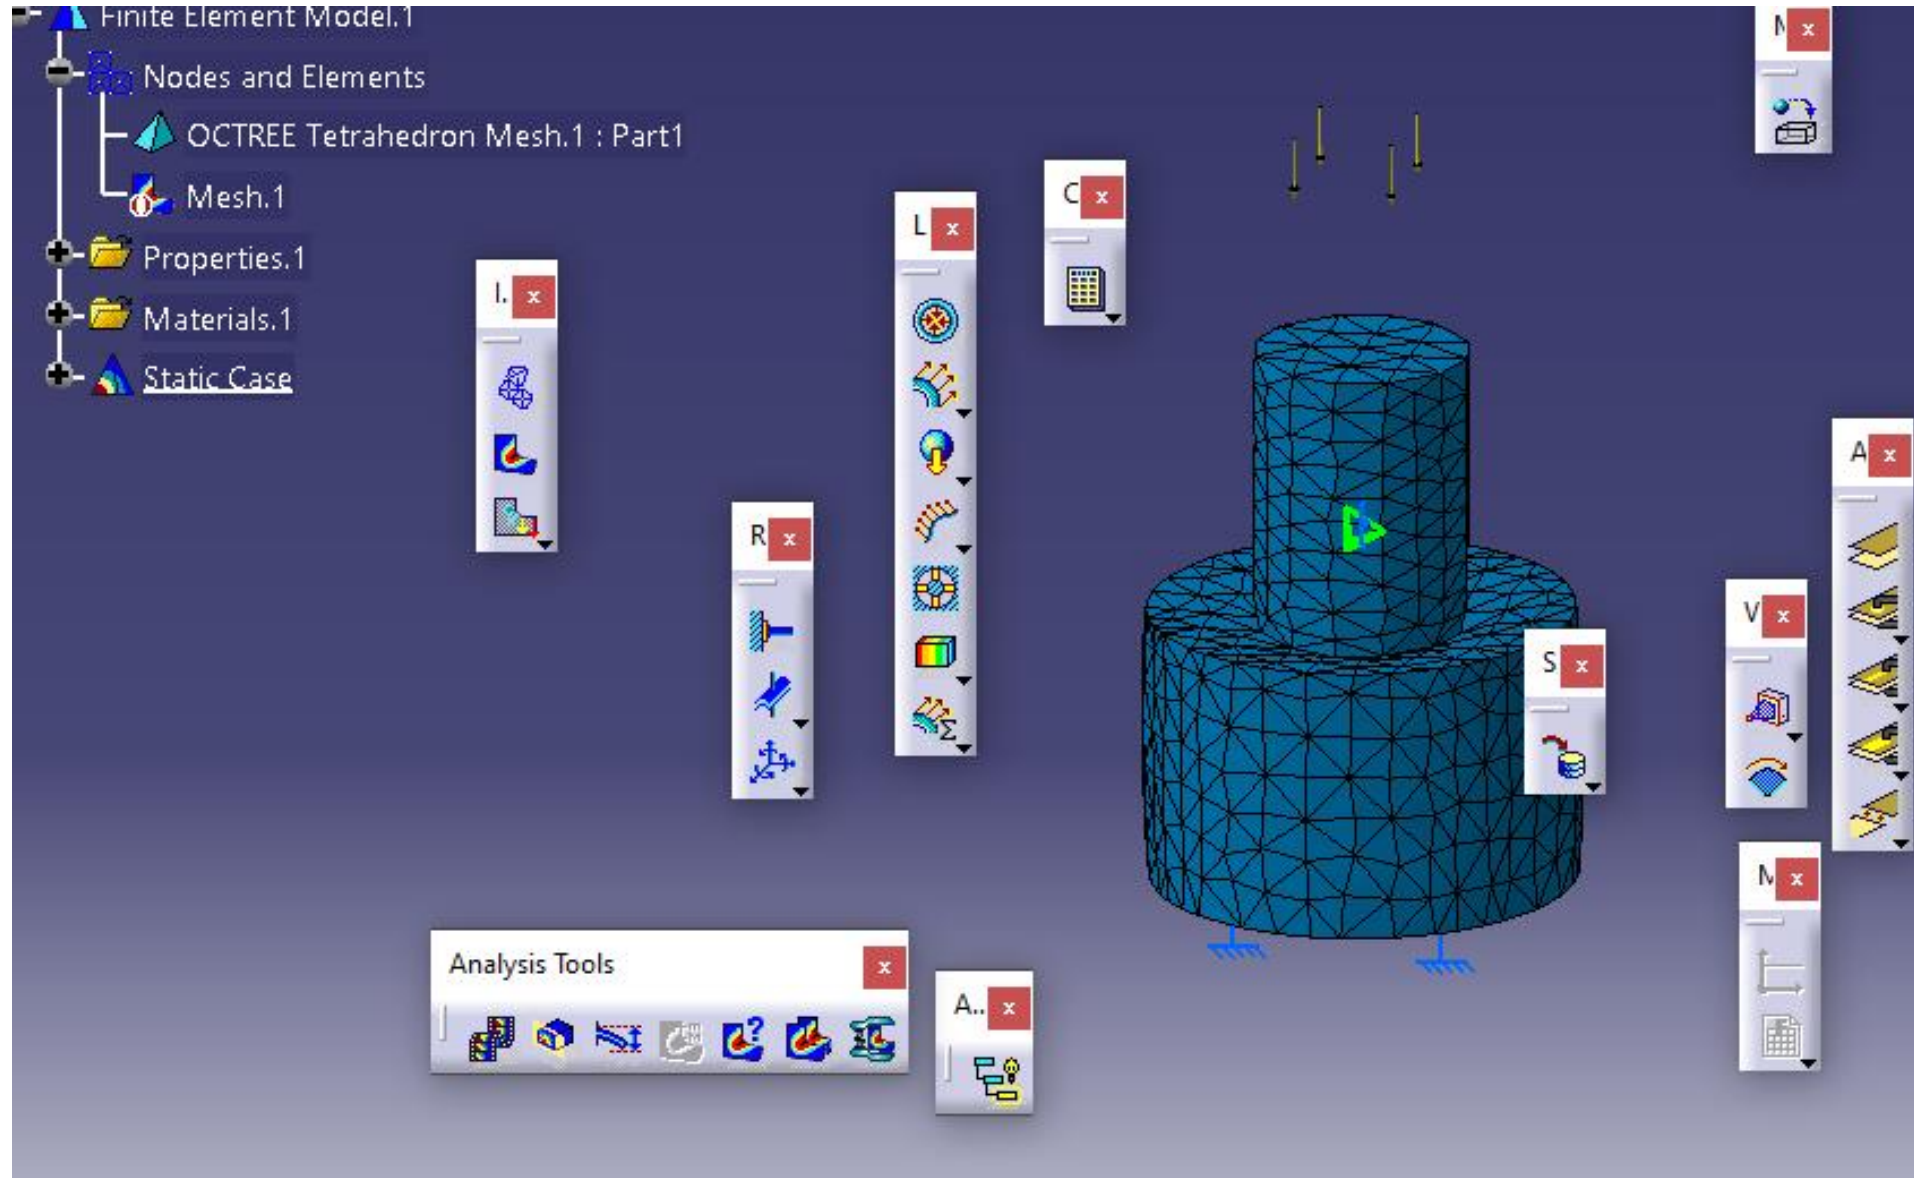 Finite Element Model.1
Nodes and Elements
OCTREE Tetrahedron Mesh.1 : Part1
Mesh.1
Properties.1
Materials.1
Static Case
I.
R
L
C
S
V
A
Analysis Tools
A..